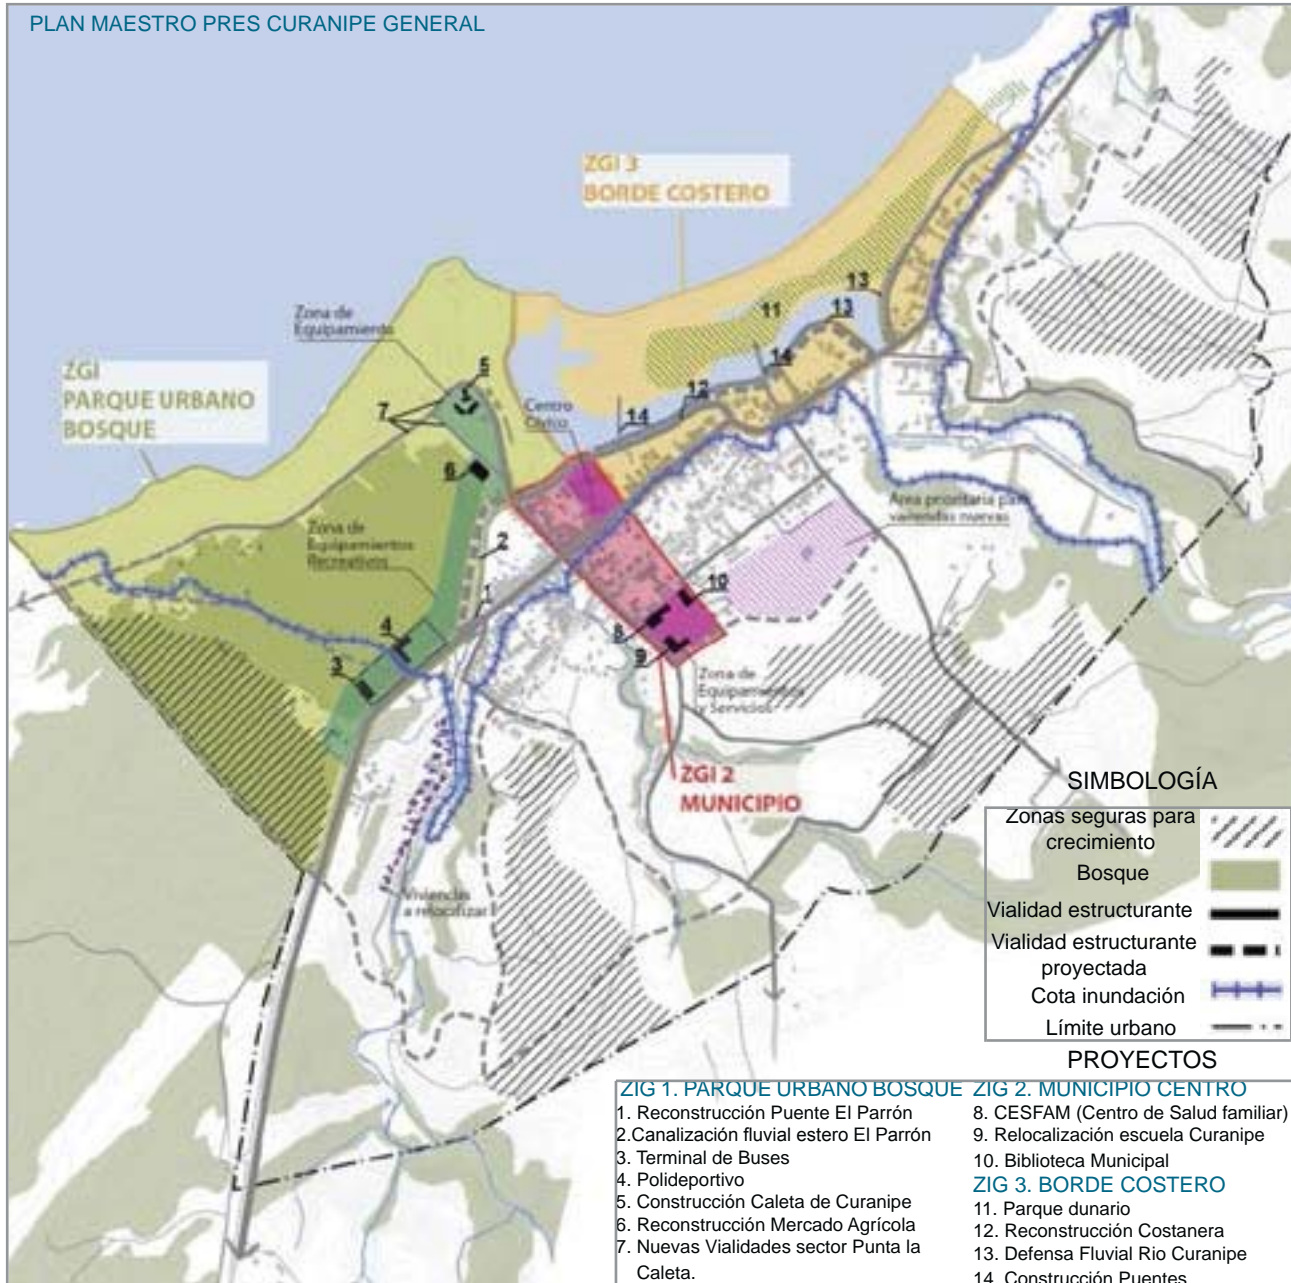 PLAN MAESTRO PRES CURANIPE GENERAL
ZGI 3
BORDE COSTERO
Zona de
Equipamiento
ZGI
PARQUE URBANO
BOSQUE
Centro
Cívico
13
11
13
14
12
14
5
7
6
Zona de
Equipamientos
Recreativos
2
1
4
3
Area prioritaria para
viviendas nuevas
10
8
9
Zona de
Equipamientos
y Servicios
ZGI 2
MUNICIPIO
Viviendas
a relocalizar
SIMBOLOGÍA
Zonas seguras para
crecimiento
Bosque
Vialidad estructurante
Vialidad estructurante
proyectada
Cota inundación
Límite urbano
PROYECTOS
ZIG 1. PARQUE URBANO BOSQUE
1. Reconstrucción Puente El Parrón
2.Canalización fluvial estero El Parrón
3. Terminal de Buses
4. Polideportivo
5. Construcción Caleta de Curanipe
6. Reconstrucción Mercado Agrícola
7. Nuevas Vialidades sector Punta la
Caleta.
ZIG 2. MUNICIPIO CENTRO
8. CESFAM (Centro de Salud familiar)
9. Relocalización escuela Curanipe
10. Biblioteca Municipal
ZIG 3. BORDE COSTERO
11. Parque dunario
12. Reconstrucción Costanera
13. Defensa Fluvial Rio Curanipe
14. Construcción Puentes